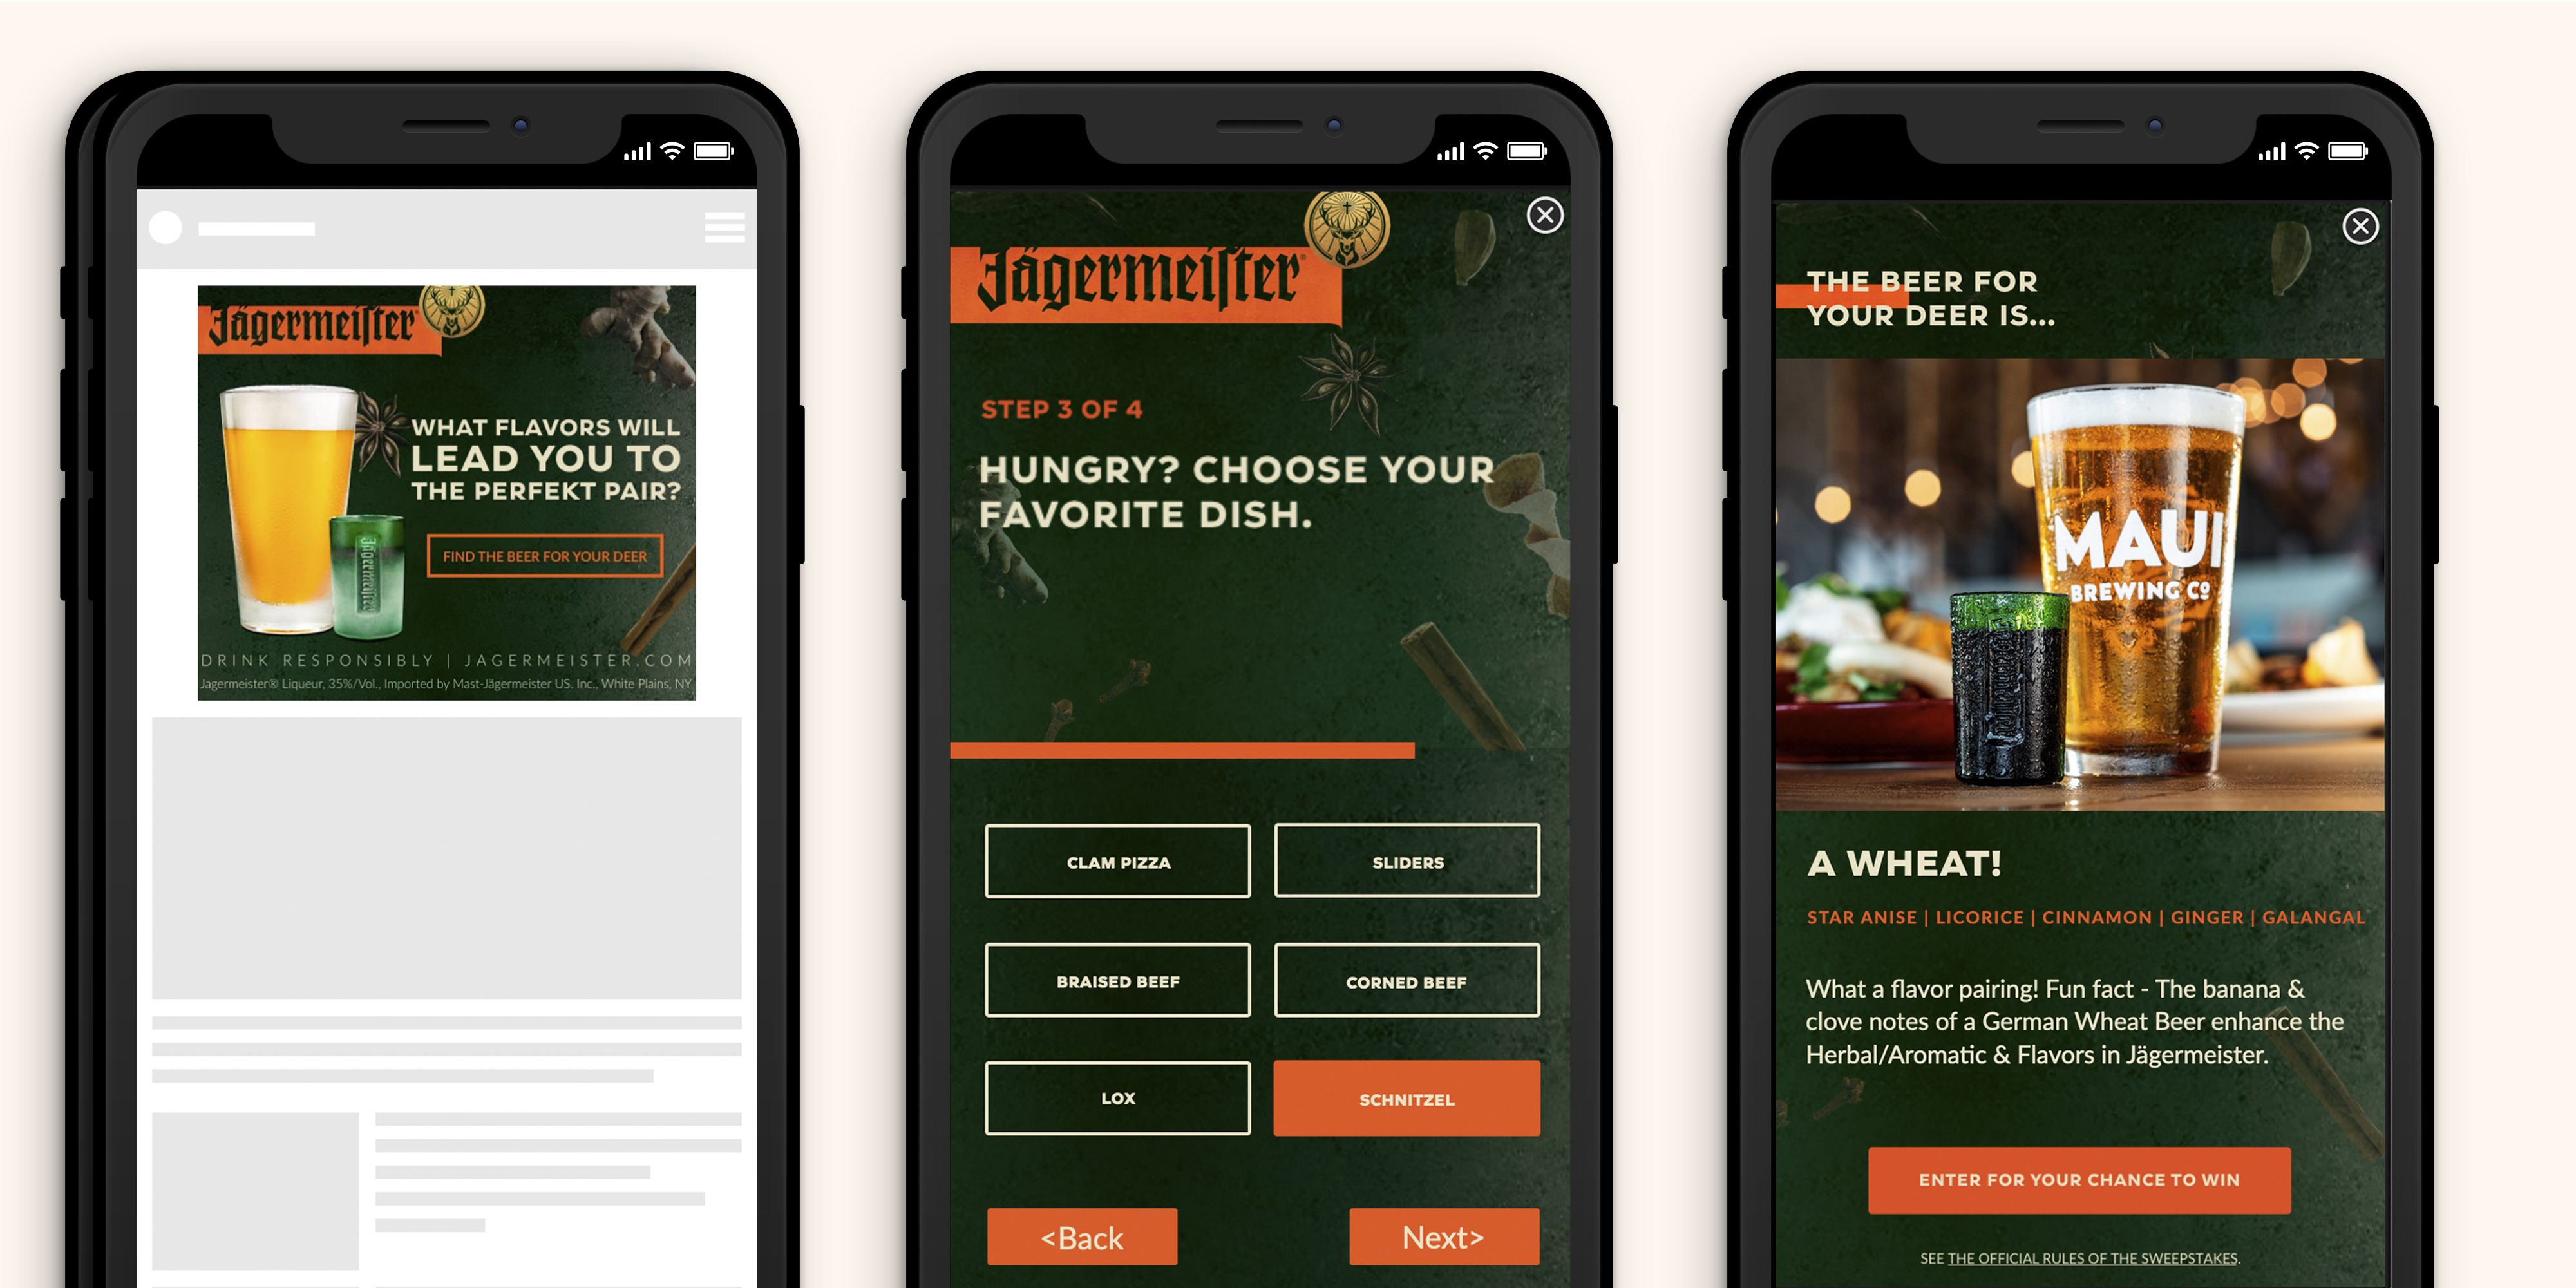 Jägermeiſter
WHAT FLAVORS WILL
LEAD YOU TO
THE PERFEKT PAIR?
FIND THE BEER FOR YOUR DEER
Jägermeiſter
DRINK RESPONSIBLY | JAGERMEISTER.COM
Jagermeister® Liqueur, 35%/Vol., Imported by Mast-Jägermeister US. Inc.. White Plains, NY
Jägermeiſter®
STEP 3 OF 4
HUNGRY? CHOOSE YOUR
FAVORITE DISH.
CLAM PIZZA
SLIDERS
BRAISED BEEF
CORNED BEEF
LOX
SCHNITZEL
<Back
Next>
THE BEER FOR
YOUR DEER IS...
MAUI
BREWING Cº
A WHEAT!
STAR ANISE | LICORICE | CINNAMON | GINGER | GALANGAL
What a flavor pairing! Fun fact - The banana &
clove notes of a German Wheat Beer enhance the
Herbal/Aromatic & Flavors in Jägermeister.
ENTER FOR YOUR CHANCE TO WIN
SEE THE OFFICIAL RULES OF THE SWEEPSTAKES.